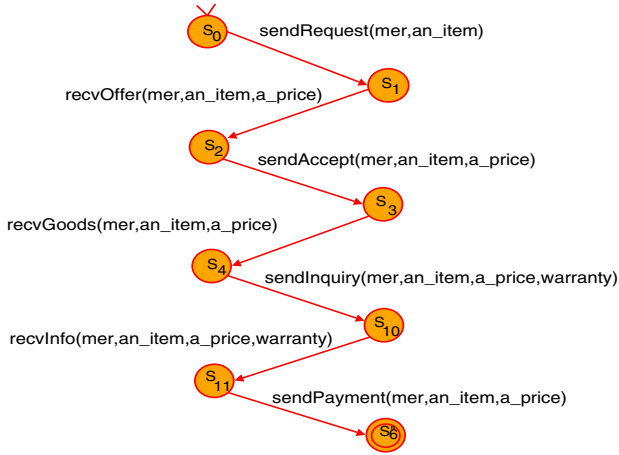 S0
sendRequest(mer,an_item)
S1
recvOffer(mer,an_item,a_price)
S2
sendAccept(mer,an_item,a_price)
S3
recvGoods(mer,an_item,a_price)
S4
sendInquiry(mer,an_item,a_price,warranty)
S10
recvInfo(mer,an_item,a_price,warranty)
S11
sendPayment(mer,an_item,a_price)
S6